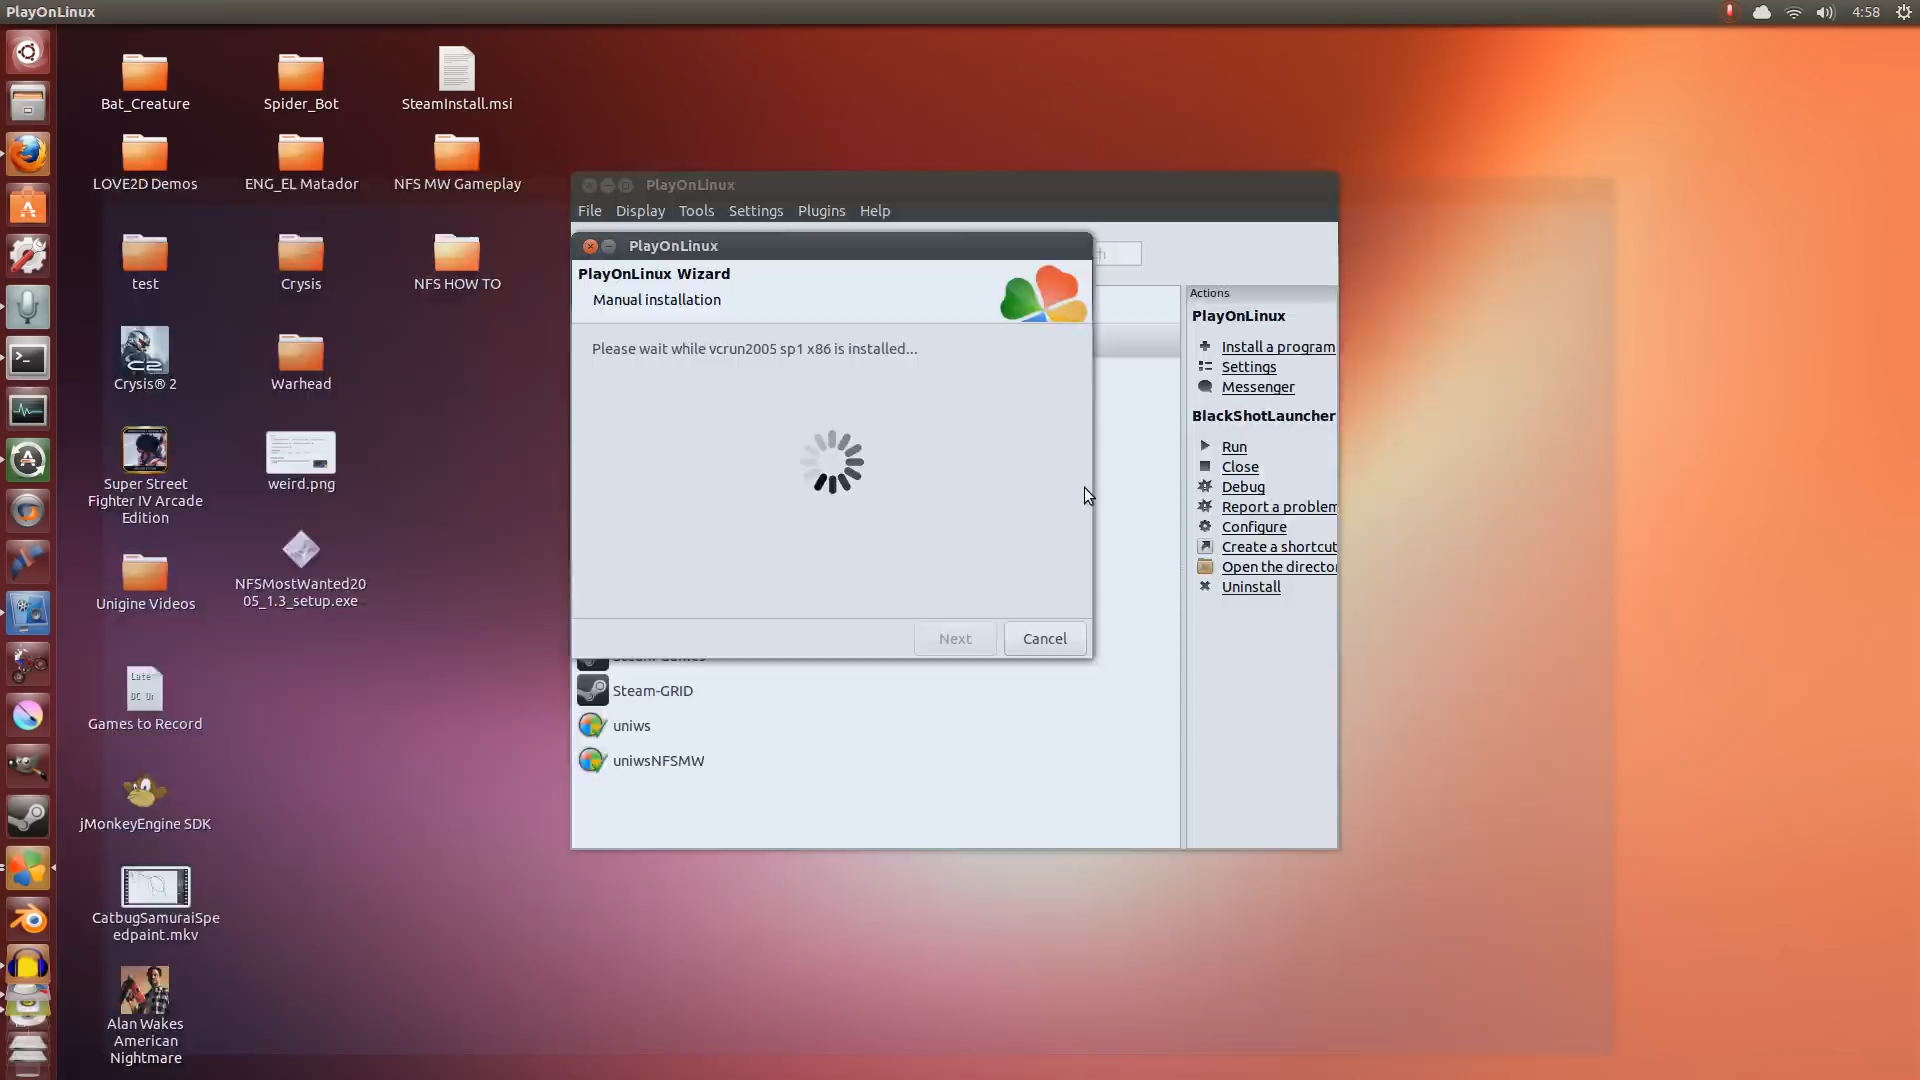 PlayOnLinux
4:58
Bat_Creature
Spider_Bot
SteamInstall.msi
LOVE2D Demos
ENG_EL Matador
NFS MW Gameplay
test
Crysis
NFS HOW TO
Crysis® 2
Warhead
Super Street
Fighter IV Arcade
Edition
weird.png
Unigine Videos
NFSMostWanted20
05_1.3_setup.exe
Late
Games to Record
jMonkeyEngine SDK
CatbugSamuraiSpe
edpaint.mkv
Alan Wakes
American
Nightmare
PlayOnLinux
File Display Tools Settings Plugins Help
PlayOnLinux
PlayOnLinux Wizard
Manual installation
Please wait while vcrun2005 sp1 x86 is installed...
Next
Cancel
Steam-GRID
uniws
uniwsNFSMW
Actions
PlayOnLinux
Install a program
Settings
Messenger
BlackShotLauncher
Run
Close
Debug
Report a problem
Configure
Create a shortcut
Open the director
Uninstall